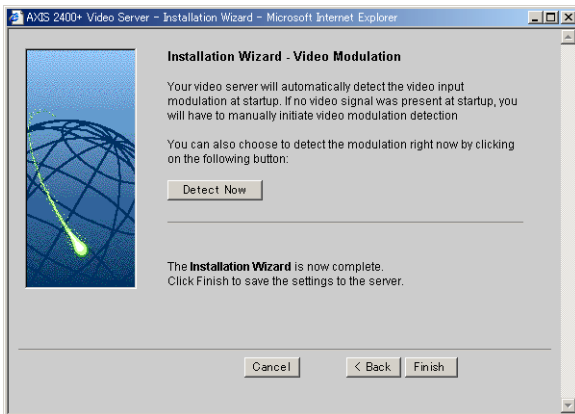 AXIS 2400+ Video Server - Installation Wizard - Microsoft Internet Explorer
Installation Wizard - Video Modulation
Your video server will automatically detect the video input
modulation at startup. If no video signal was present at startup, you
will have to manually initiate video modulation detection
You can also choose to detect the modulation right now by clicking
on the following button:
Detect Now
The Installation Wizard is now complete.
Click Finish to save the settings to the server.
Cancel < Back Finish